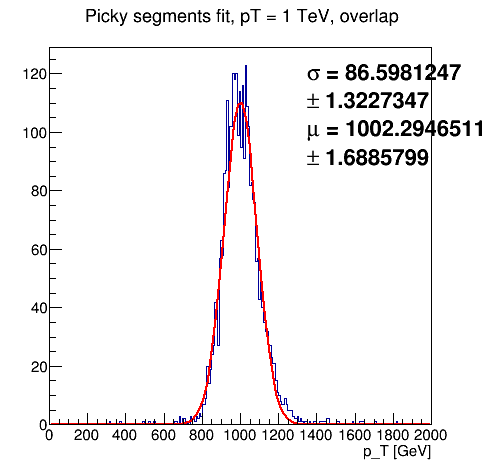 Picky segments fit, pT = 1 TeV, overlap
σ = 86.5981247
± 1.3227347
μ = 1002.2946511
± 1.6885799
120
100
80
60
40
20
0
0 200 400 600 800 1000 1200 1400 1600 1800 2000
p_T [GeV]